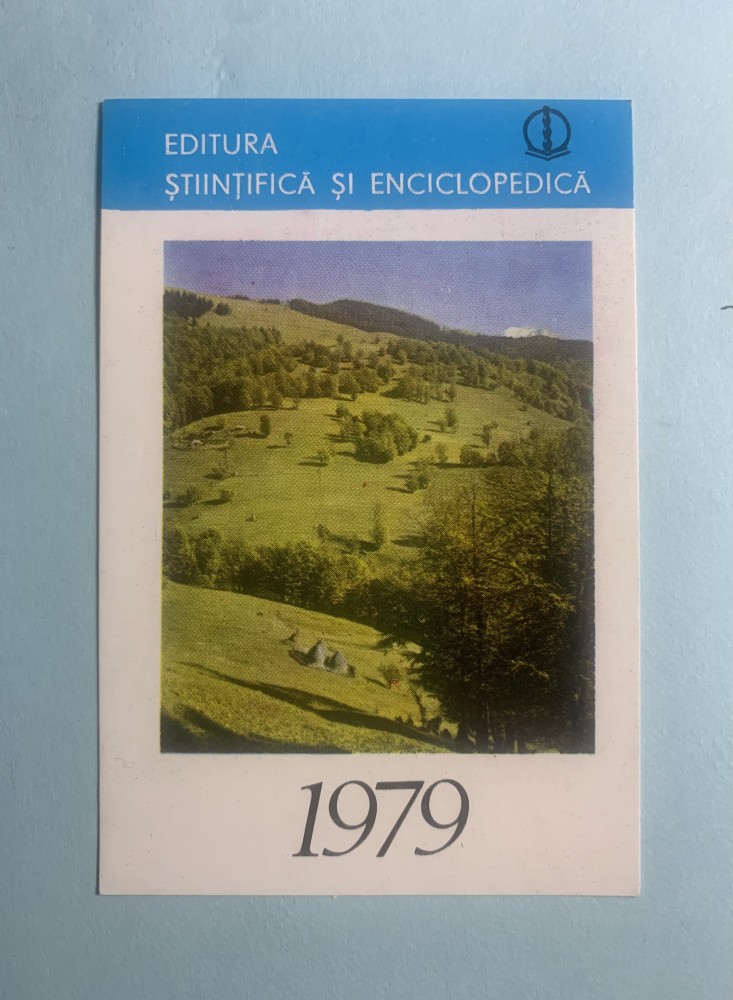 EDITURA
ȘTIINȚIFICĂ ȘI ENCICLOPEDICĂ
1979